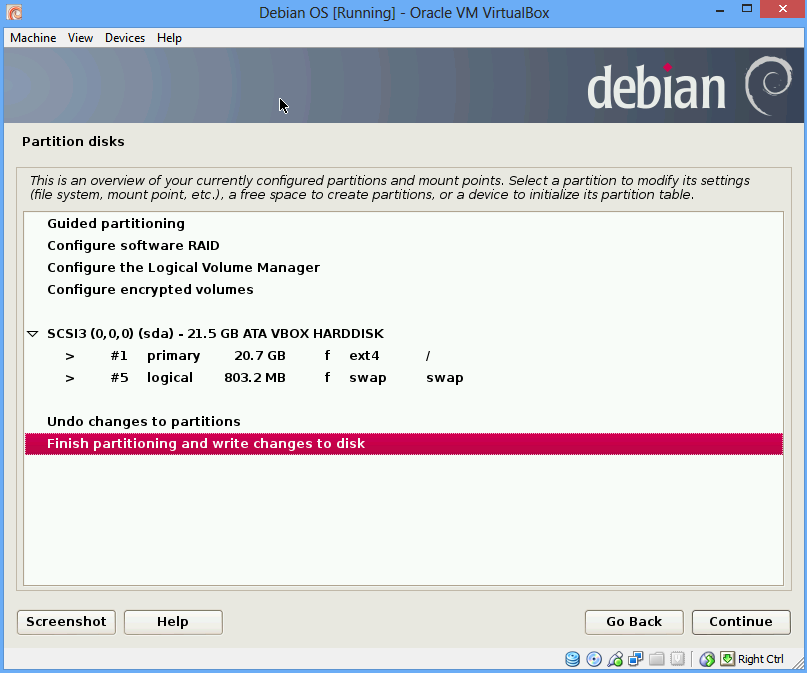 Debian OS [Running] - Oracle VM VirtualBox
Machine View Devices Help
debian
Partition disks
This is an overview of your currently configured partitions and mount points. Select a partition to modify its settings
(file system, mount point, etc.), a free space to create partitions, or a device to initialize its partition table.
Guided partitioning
Configure software RAID
Configure the Logical Volume Manager
Configure encrypted volumes
SCSI3 (0,0,0) (sda) - 21.5 GB ATA VBOX HARDDISK
> #1 primary 20.7 GB f ext4 /
> #5 logical 803.2 MB f swap swap
Undo changes to partitions
Finish partitioning and write changes to disk
Screenshot Help Go Back Continue
Right Ctrl